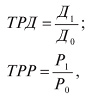 ТРД = Д₁ / Д₀ ;
ТРР = Р₁ / Р₀ ,